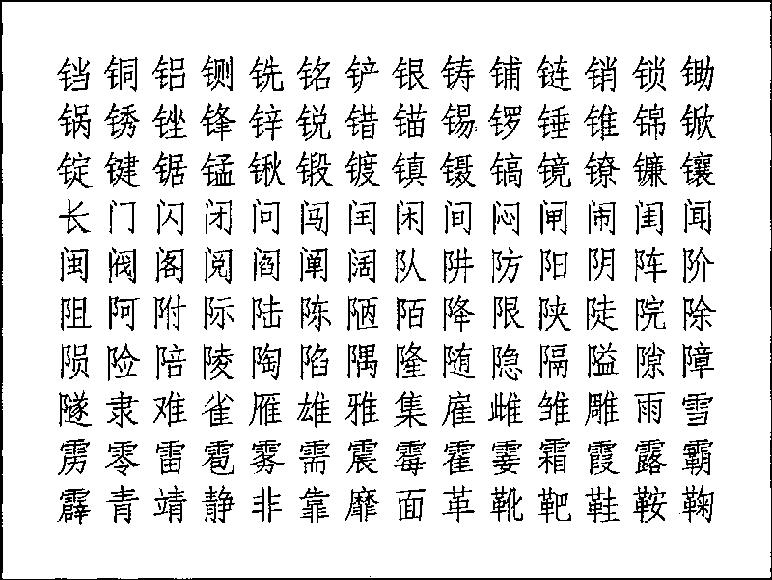 铛铜铝铡铣铭铲银铸铺链销锁锄
锅锈锉锋锌锐错锚锡锣锤锥锦锨
锭键锯锰锹锻镀镇镊镐镜镣镰镶
长门闪闭问闯闰闲间闷闸闹闺闻
闽阀阁阅阎阐阔队阱防阳阴阵阶
阻阿附际陆陈陋陌降限陕陡院除
陨险陪陵陶陷隅隆随隐隔隘隙障
隧隶难雀雁雄雅集雇雌雏雕雨雪
雳零雷雹雾需震霉霍霎霜霞露霸
霹青靖静非靠靡面革靴靶鞋鞍鞠